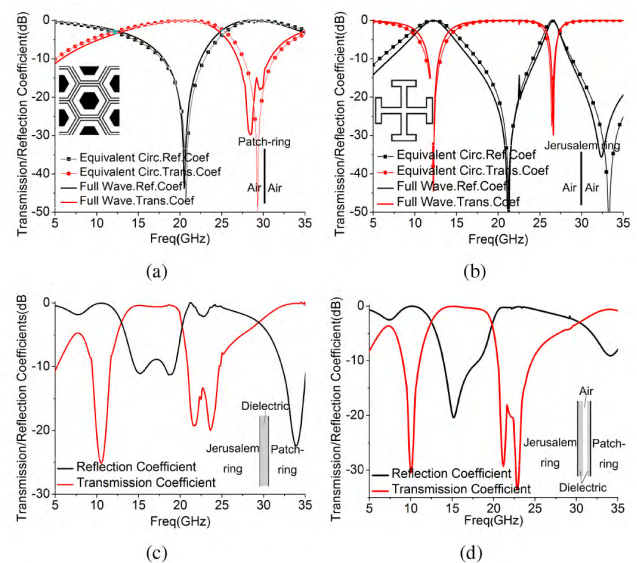 (a)
(b)
Transmission/Reflection Coefficient(dB)
0
-10
-20
-30
-40
-50
Patch-ring
Equivalent Circ.Ref.Coef
Equivalent Circ.Trans.Coef
Full Wave.Ref.Coef
Full Wave.Trans.Coef
Air
Air
5
10
15
20
25
30
35
Freq(GHz)
(a)
Transmission/Reflection Coefficient(dB)
0
-10
-20
-30
-40
-50
Jerusalem ring
Equivalent Circ.Ref.Coef
Equivalent Circ.Trans.Coef
Full Wave.Ref.Coef
Full Wave.Trans.Coef
Air
Air
5
10
15
20
25
30
35
Freq(GHz)
(b)
(c)
(d)
Transmission/Reflection Coefficients(dB)
0
-10
-20
-30
Dielectric
Jerusalem
ring
Patch-
ring
Reflection Coefficient
Transmission Coefficient
5
10
15
20
25
30
35
Freq(GHz)
(c)
Transmission/Reflection Coefficient(dB)
0
-10
-20
-30
Air
Jerusalem
ring
Patch-
ring
Reflection Coefficient
Transmission Coefficient
Dielectric
5
10
15
20
25
30
35
Freq(GHz)
(d)